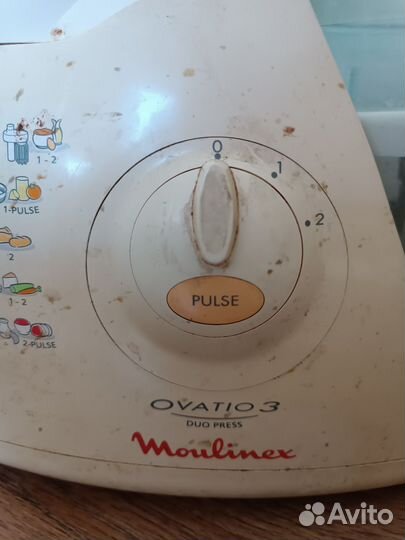 0
1
2
1 - 2
1-PULSE
2
1 - 2
2-PULSE
PULSE
OVATIO 3
DUO PRESS
Moulinex
Avito